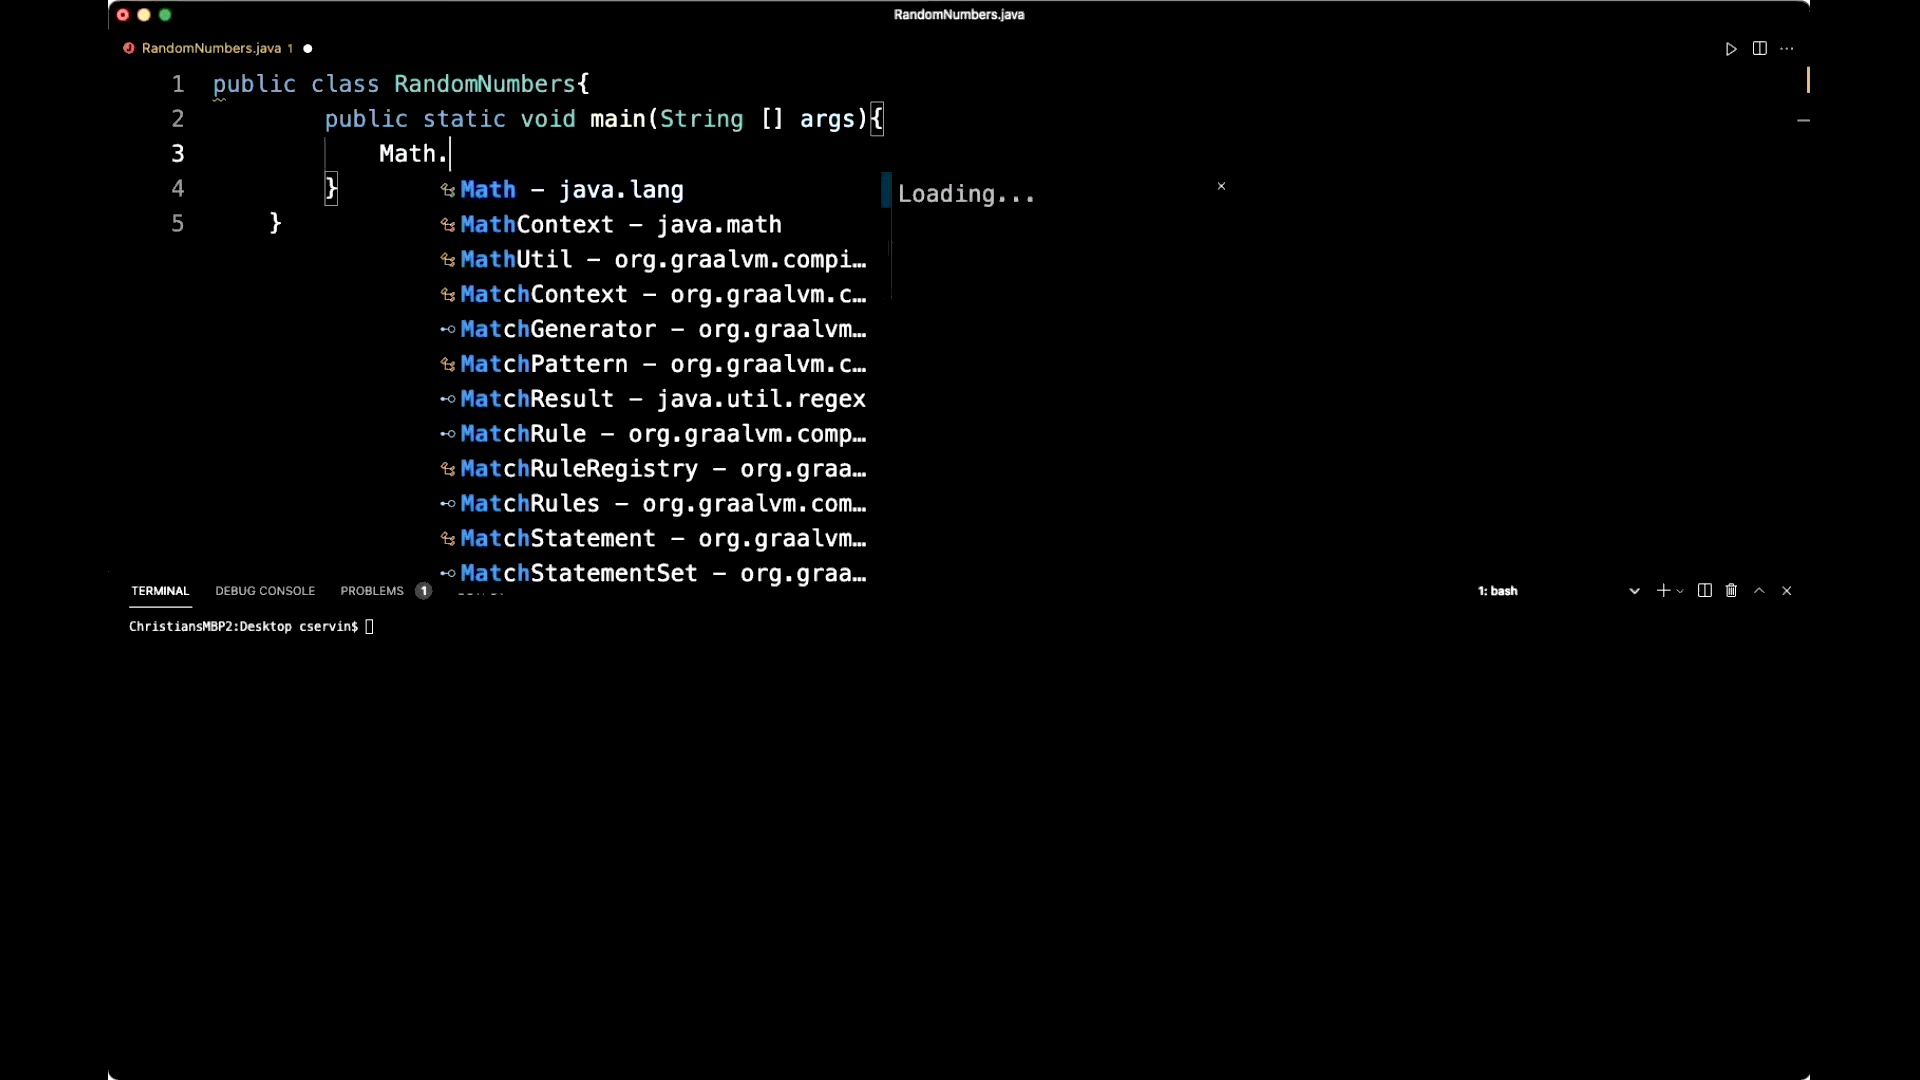 RandomNumbers.java
RandomNumbers.java 1
1 public class RandomNumbers{
2 public static void main(String [] args){
3 Math.
4 }
5 }
Math – java.lang
MathContext – java.math
MathUtil – org.graalvm.compi…
MatchContext – org.graalvm.c…
MatchGenerator – org.graalvm…
MatchPattern – org.graalvm.c…
MatchResult – java.util.regex
MatchRule – org.graalvm.comp…
MatchRuleRegistry – org.graa…
MatchRules – org.graalvm.com…
MatchStatement – org.graalvm…
MatchStatementSet – org.graa…
Loading...
TERMINAL DEBUG CONSOLE PROBLEMS 1 1: bash
ChristiansMBP2:Desktop cservin$